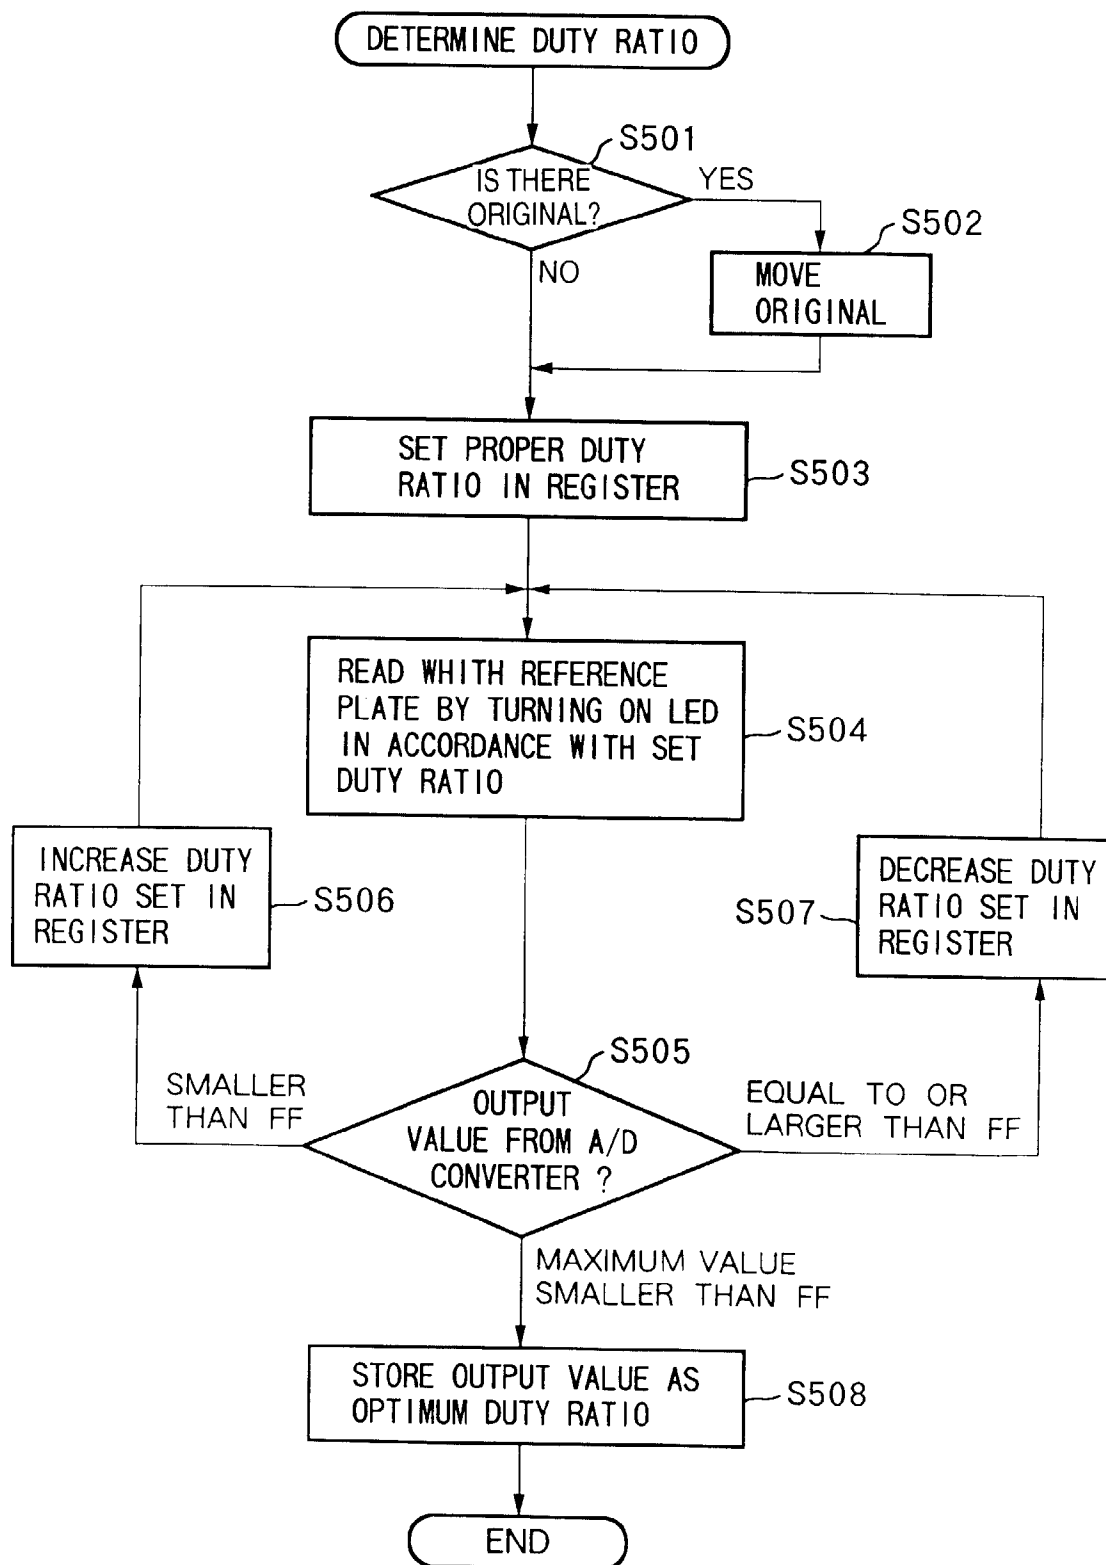 DETERMINE DUTY RATIO
S501
IS THERE
ORIGINAL?
YES
NO
S502
MOVE
ORIGINAL
SET PROPER DUTY
RATIO IN REGISTER
S503
READ WHITH REFERENCE
PLATE BY TURNING ON LED
IN ACCORDANCE WITH SET
DUTY RATIO
S504
INCREASE DUTY
RATIO SET IN
REGISTER
S506
S507
DECREASE DUTY
RATIO SET IN
REGISTER
S505
SMALLER
THAN FF
OUTPUT
VALUE FROM A/D
CONVERTER ?
EQUAL TO OR
LARGER THAN FF
MAXIMUM VALUE
SMALLER THAN FF
STORE OUTPUT VALUE AS
OPTIMUM DUTY RATIO
S508
END